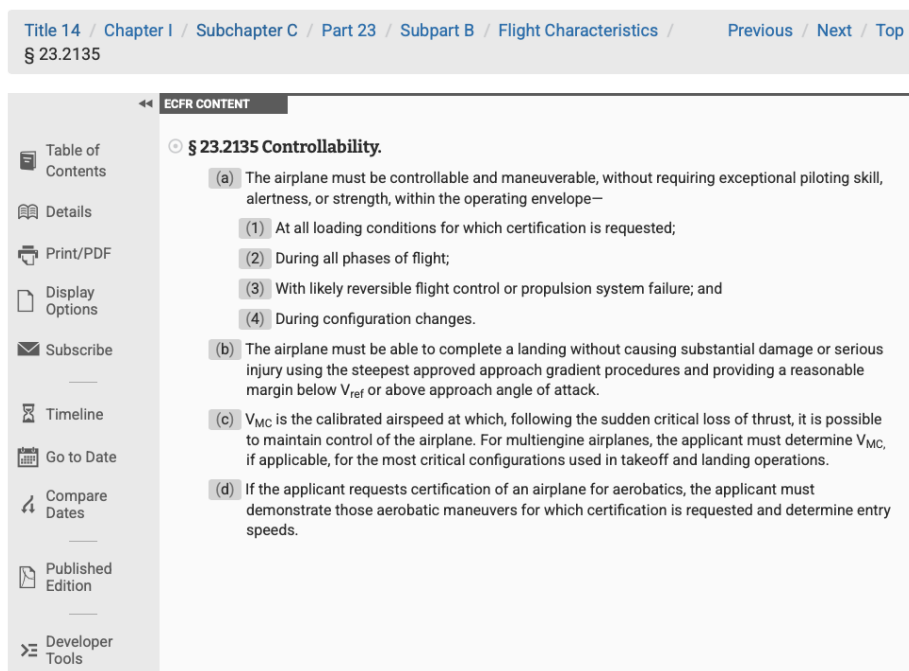 Title 14 / Chapter I / Subchapter C / Part 23 / Subpart B / Flight Characteristics /
§ 23.2135
Previous / Next / Top
ECFR CONTENT
Table of
Contents
Details
Print/PDF
Display
Options
Subscribe
Timeline
Go to Date
Compare
Dates
Published
Edition
Developer
Tools
§ 23.2135 Controllability.
(a) The airplane must be controllable and maneuverable, without requiring exceptional piloting skill,
alertness, or strength, within the operating envelope—
(1) At all loading conditions for which certification is requested;
(2) During all phases of flight;
(3) With likely reversible flight control or propulsion system failure; and
(4) During configuration changes.
(b) The airplane must be able to complete a landing without causing substantial damage or serious
injury using the steepest approved approach gradient procedures and providing a reasonable
margin below Vref or above approach angle of attack.
(c) VMC is the calibrated airspeed at which, following the sudden critical loss of thrust, it is possible
to maintain control of the airplane. For multiengine airplanes, the applicant must determine VMC,
if applicable, for the most critical configurations used in takeoff and landing operations.
(d) If the applicant requests certification of an airplane for aerobatics, the applicant must
demonstrate those aerobatic maneuvers for which certification is requested and determine entry
speeds.